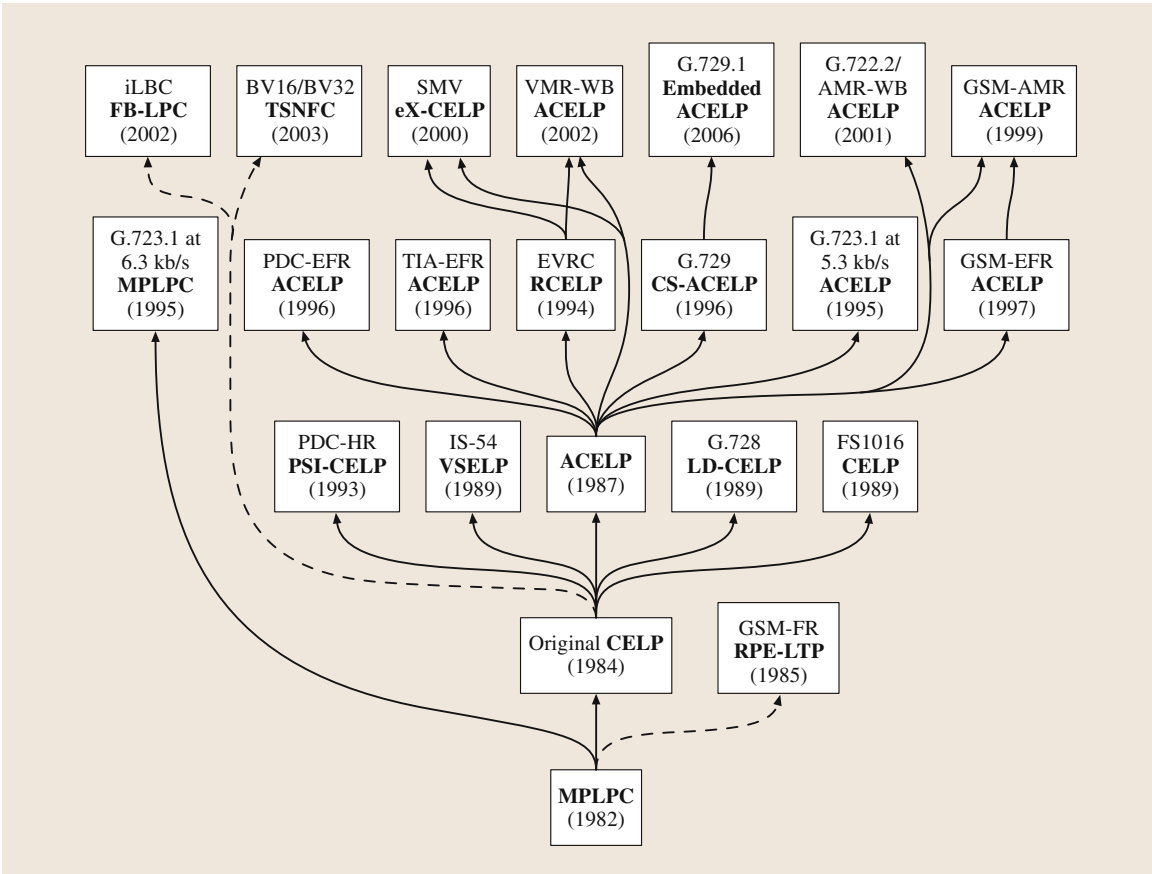 iLBC
FB-LPC
(2002)
BV16/BV32
TSNFC
(2003)
SMV
eX-CELP
(2000)
VMR-WB
ACELP
(2002)
G.729.1
Embedded
ACELP
(2006)
G.722.2/
AMR-WB
ACELP
(2001)
GSM-AMR
ACELP
(1999)
G.723.1 at
6.3 kb/s
MPLPC
(1995)
PDC-EFR
ACELP
(1996)
TIA-EFR
ACELP
(1996)
EVRC
RCELP
(1994)
G.729
CS-ACELP
(1996)
G.723.1 at
5.3 kb/s
ACELP
(1995)
GSM-EFR
ACELP
(1997)
PDC-HR
PSI-CELP
(1993)
IS-54
VSELP
(1989)
ACELP
(1987)
G.728
LD-CELP
(1989)
FS1016
CELP
(1989)
Original CELP
(1984)
GSM-FR
RPE-LTP
(1985)
MPLPC
(1982)